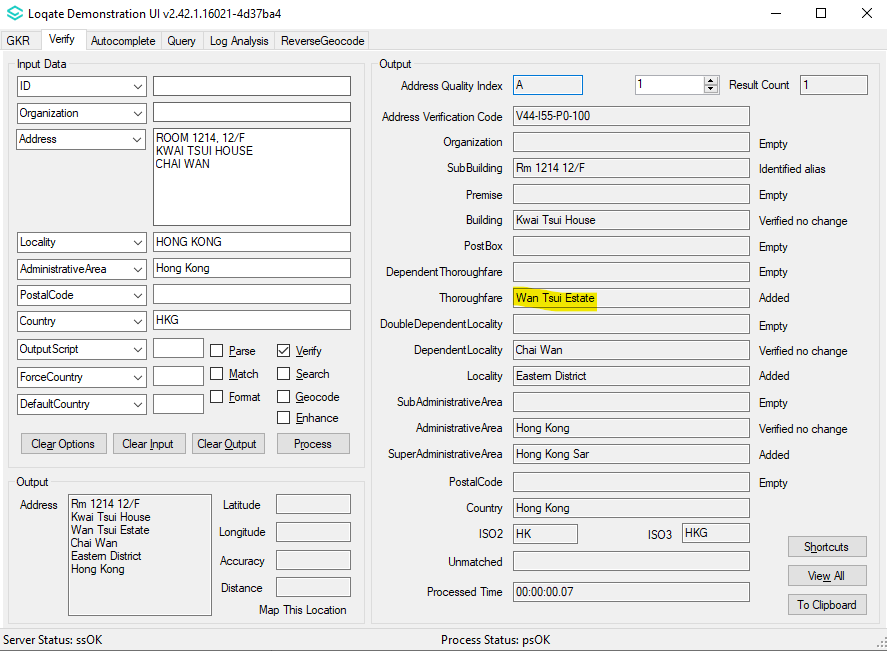 Loqate Demonstration UI v2.42.1.16021-4d37ba4
GKR Verify Autocomplete Query Log Analysis ReverseGeocode
Input Data
ID
Organization
Address ROOM 1214, 12/F
KWAI TSUI HOUSE
CHAI WAN
Locality HONG KONG
AdministrativeArea Hong Kong
PostalCode
Country HKG
OutputScript Parse Verify
ForceCountry Match Search
DefaultCountry Format Geocode
Enhance
Clear Options Clear Input Clear Output Process
Output
Address Rm 1214 12/F
Kwai Tsui House
Wan Tsui Estate
Chai Wan
Eastern District
Hong Kong
Latitude
Longitude
Accuracy
Distance
Map This Location
Output
Address Quality Index A 1 Result Count 1
Address Verification Code V44-I55-P0-100
Organization Empty
SubBuilding Rm 1214 12/F Identified alias
Premise Empty
Building Kwai Tsui House Verified no change
PostBox Empty
DependentThoroughfare Empty
Thoroughfare Wan Tsui Estate Added
DoubleDependentLocality Empty
DependentLocality Chai Wan Verified no change
Locality Eastern District Added
SubAdministrativeArea Empty
AdministrativeArea Hong Kong Verified no change
SuperAdministrativeArea Hong Kong Sar Added
PostalCode Empty
Country Hong Kong
ISO2 HK ISO3 HKG
Unmatched
Processed Time 00:00:00.07
Shortcuts
View All
To Clipboard
Server Status: ssOK Process Status: psOK